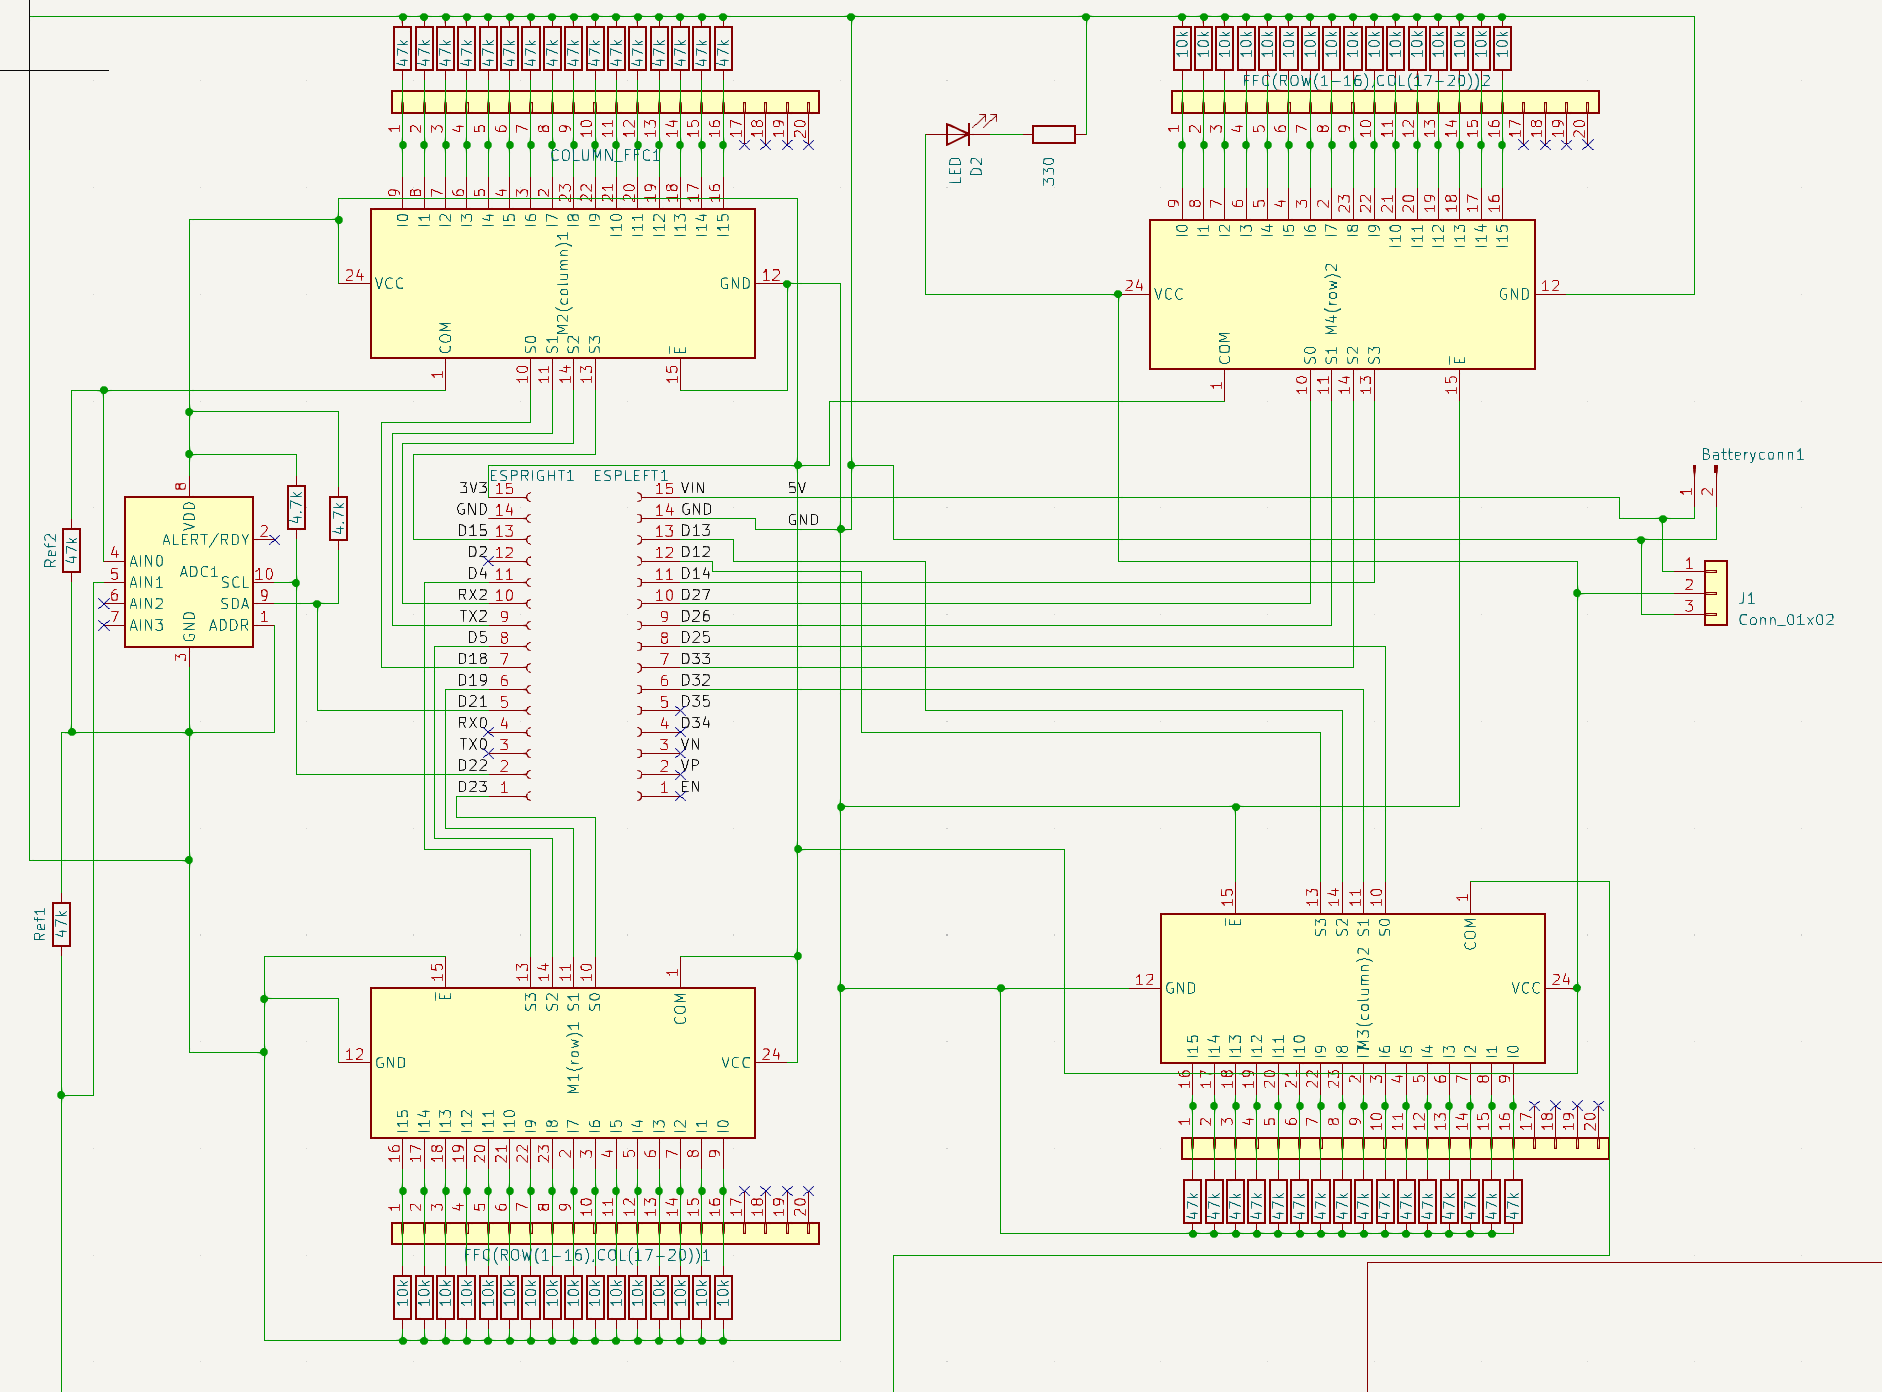 47k 47k 47k 47k 47k 47k 47k 47k 47k 47k 47k 47k 47k 47k 47k 47k
10k 10k 10k 10k 10k 10k 10k 10k 10k 10k 10k 10k 10k 10k 10k 10k
FFC(ROW(1-16),COL(17-20))2
1 2 3 4 5 6 7 8 9 10 11 12 13 14 15 16 17 18 19 20
1 2 3 4 5 6 7 8 9 10 11 12 13 14 15 16 17 18 19 20
COLUMN_FFC1
LED
D2
330
9 8 7 6 5 4 3 2 23 22 21 20 19 18 17 16
I0 I1 I2 I3 I4 I5 I6 I7 I8 I9 I10 I11 I12 I13 I14 I15
9 8 7 6 5 4 3 2 23 22 21 20 19 18 17 16
I0 I1 I2 I3 I4 I5 I6 I7 I8 I9 I10 I11 I12 I13 I14 I15
24 VCC
M2(column)1
GND 12
24 VCC
M4(row)2
GND 12
COM S0 S1 S2 S3 E
1 10 11 14 13 15
COM S0 S1 S2 S3 E
1 10 11 14 13 15
Batteryconn1
1 2
ESPRIGHT1 ESPLEFT1
3V3 15 15 VIN 5V
GND 14 14 GND GND
D15 13 13 D13
D2 12 12 D12
D4 11 11 D14
RX2 10 10 D27
TX2 9 9 D26
D5 8 8 D25
D18 7 7 D33
D19 6 6 D32
D21 5 5 D35
RX0 4 4 D34
TX0 3 3 VN
D22 2 2 VP
D23 1 1 EN
8
VDD
4.7k
4.7k
Ref2
47k
ALERT/RDY 2
4 AIN0
ADC1
5 AIN1
SCL 10
6 AIN2
SDA 9
7 AIN3
GND
ADDR 1
3
1
2
3
J1
Conn_01x02
Ref1
47k
15 13 14 11 10 1
E S3 S2 S1 S0 COM
12 GND
M3(column)2
VCC 24
I15 I14 I13 I12 I11 I10 I9 I8 I7 I6 I5 I4 I3 I2 I1 I0
16 17 18 19 20 21 22 23 2 3 4 5 6 7 8 9
1 2 3 4 5 6 7 8 9 10 11 12 13 14 15 16 17 18 19 20
47k 47k 47k 47k 47k 47k 47k 47k 47k 47k 47k 47k 47k 47k 47k 47k
15 13 14 11 10 1
E S3 S2 S1 S0 COM
12 GND
M1(row)1
VCC 24
I15 I14 I13 I12 I11 I10 I9 I8 I7 I6 I5 I4 I3 I2 I1 I0
16 17 18 19 20 21 22 23 2 3 4 5 6 7 8 9
1 2 3 4 5 6 7 8 9 10 11 12 13 14 15 16 17 18 19 20
FFC(ROW(1-16),COL(17-20))1
10k 10k 10k 10k 10k 10k 10k 10k 10k 10k 10k 10k 10k 10k 10k 10k